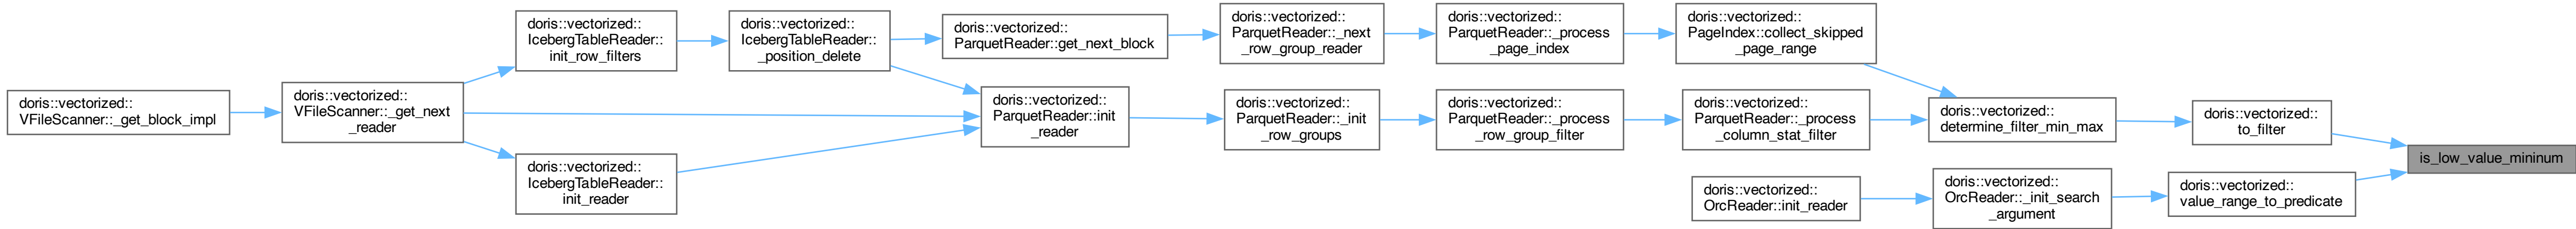 doris::vectorized::
VFileScanner::_get_block_impl
doris::vectorized::
VFileScanner::_get_next
_reader
doris::vectorized::
IcebergTableReader::
init_row_filters
doris::vectorized::
IcebergTableReader::
init_reader
doris::vectorized::
IcebergTableReader::
_position_delete
doris::vectorized::
ParquetReader::get_next_block
doris::vectorized::
ParquetReader::init
_reader
doris::vectorized::
ParquetReader::_next
_row_group_reader
doris::vectorized::
ParquetReader::_init
_row_groups
doris::vectorized::
ParquetReader::_process
_page_index
doris::vectorized::
ParquetReader::_process
_row_group_filter
doris::vectorized::
PageIndex::collect_skipped
_page_range
doris::vectorized::
ParquetReader::_process
_column_stat_filter
doris::vectorized::
OrcReader::init_reader
doris::vectorized::
determine_filter_min_max
doris::vectorized::
OrcReader::_init_search
_argument
doris::vectorized::
to_filter
doris::vectorized::
value_range_to_predicate
is_low_value_mininum